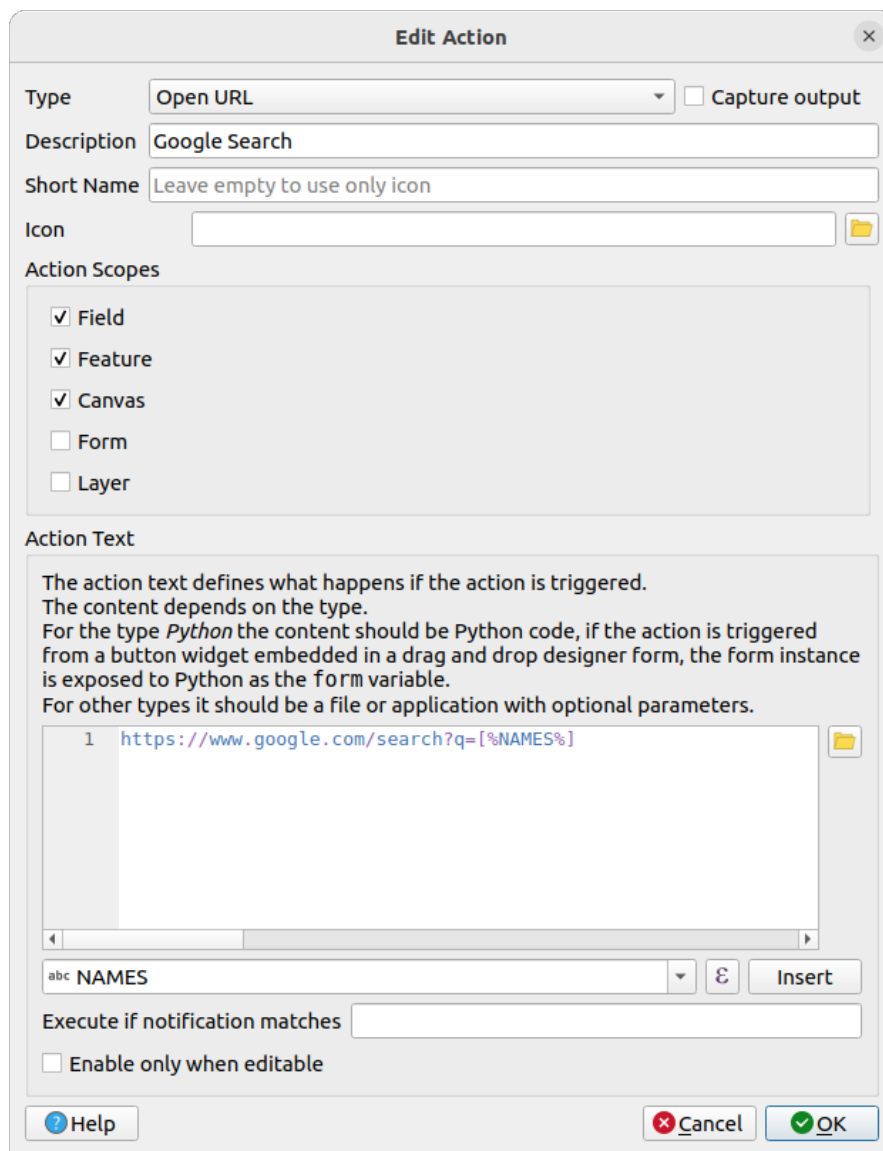 Edit Action
Type Open URL Capture output
Description Google Search
Short Name Leave empty to use only icon
Icon
Action Scopes
Field
Feature
Canvas
Form
Layer
Action Text
The action text defines what happens if the action is triggered.
The content depends on the type.
For the type Python the content should be Python code, if the action is triggered
from a button widget embedded in a drag and drop designer form, the form instance
is exposed to Python as the form variable.
For other types it should be a file or application with optional parameters.
1 https://www.google.com/search?q=[%NAMES%]
abc NAMES ε Insert
Execute if notification matches
Enable only when editable
? Help Cancel OK